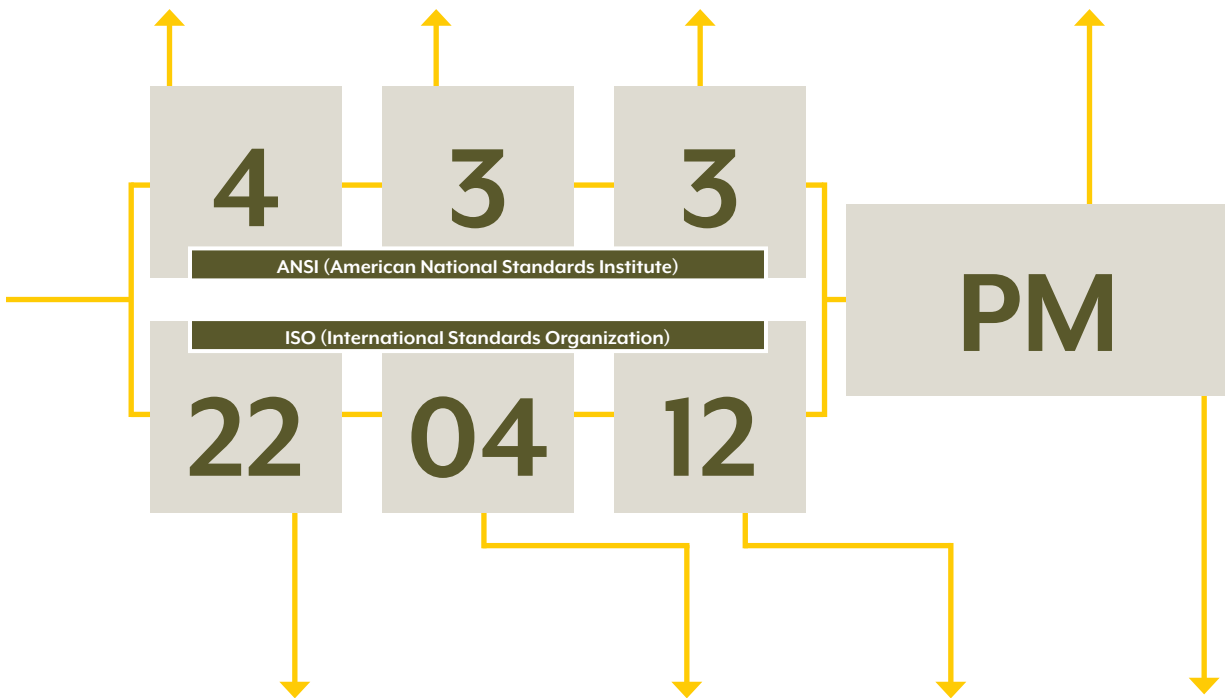 4 3 3
ANSI (American National Standards Institute)
PM
ISO (International Standards Organization)
22 04 12